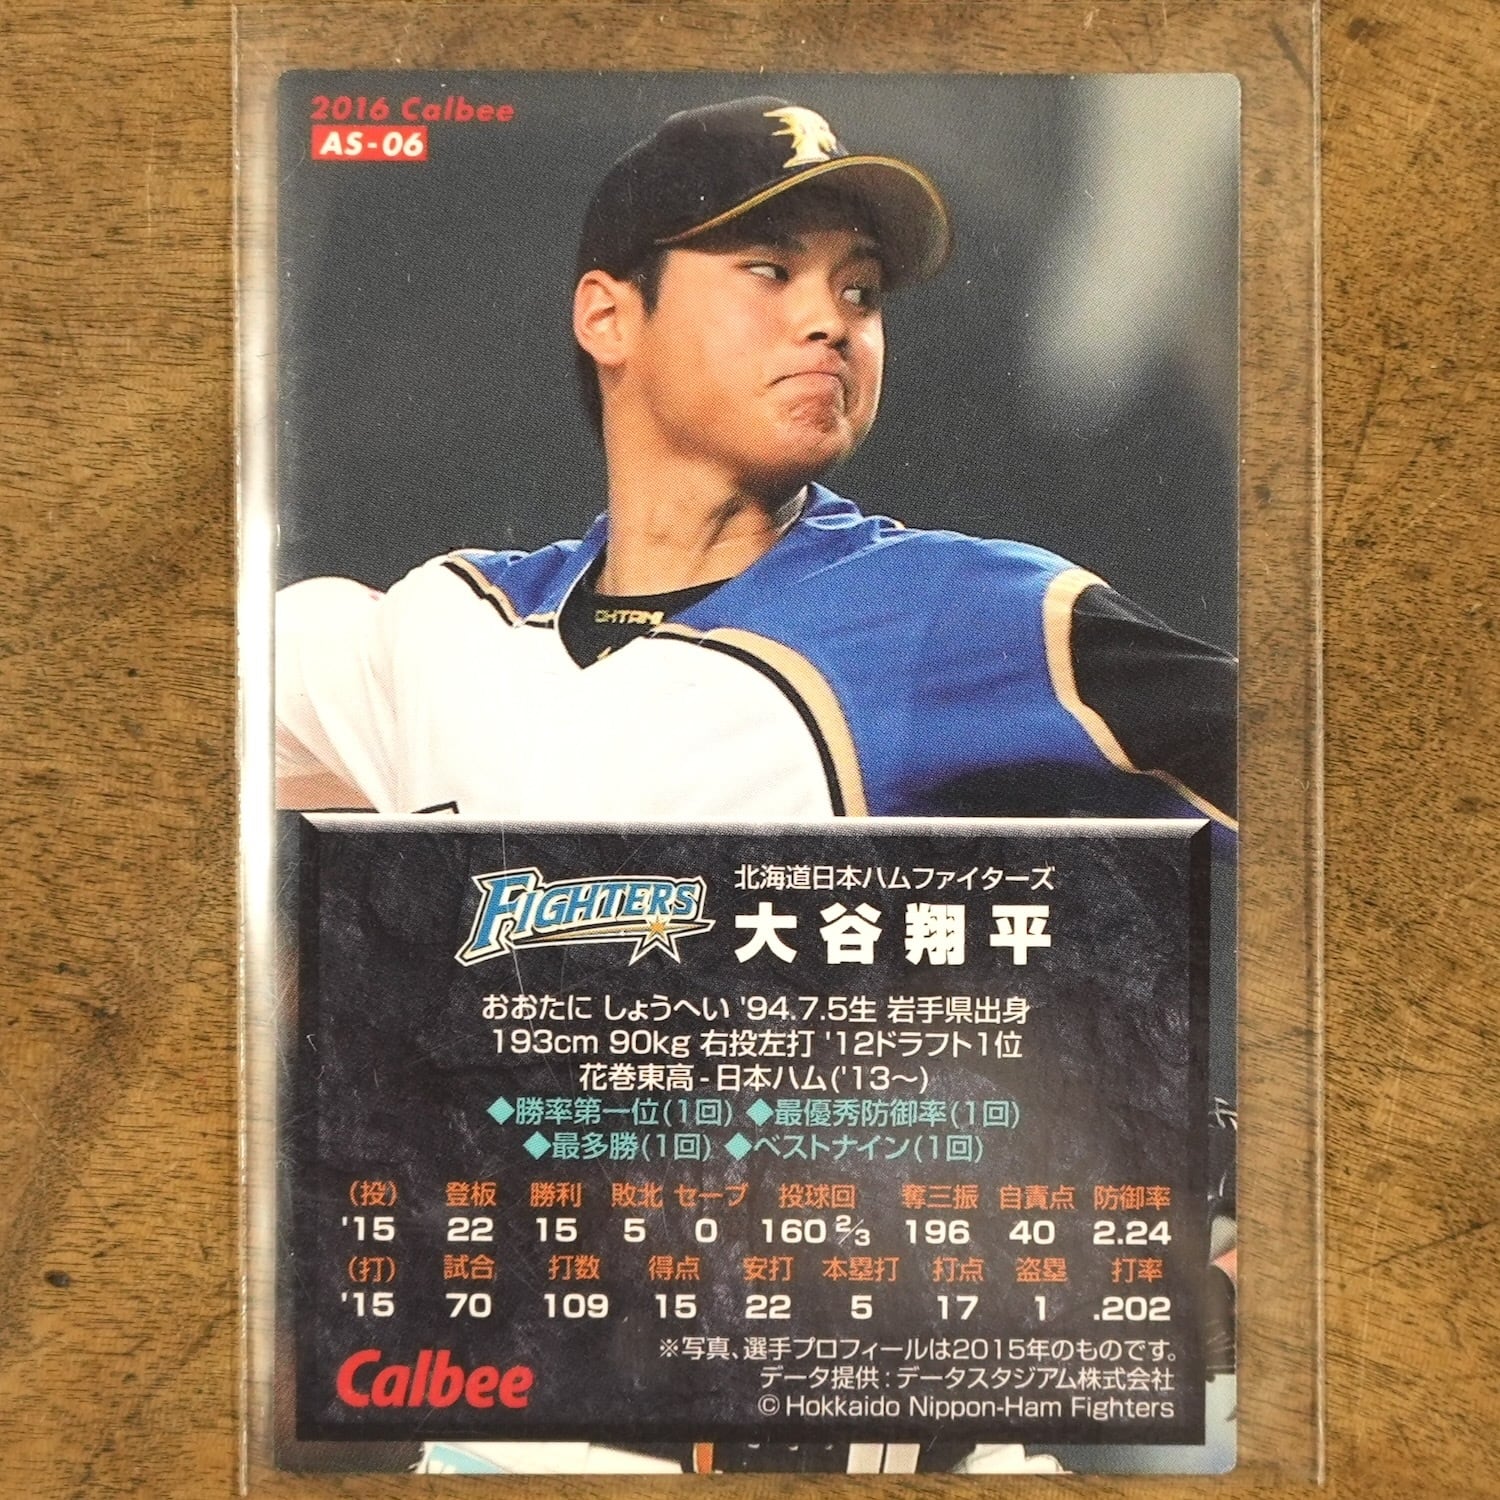 2016 Calbee
AS-06
OHTANI
FIGHTERS
北海道日本ハムファイターズ
大谷翔平
おおたに しょうへい '94.7.5生 岩手県出身
193cm 90kg 右投左打 '12ドラフト1位
花巻東高-日本ハム('13〜)
◆勝率第一位(1回) ◆最優秀防御率(1回)
◆最多勝(1回) ◆ベストナイン(1回)
(投) 登板 勝利 敗北 セーブ 投球回 奪三振 自責点 防御率
'15 22 15 5 0 160 2/3 196 40 2.24
(打) 試合 打数 得点 安打 本塁打 打点 盗塁 打率
'15 70 109 15 22 5 17 1 .202
※写真、選手プロフィールは2015年のものです。
データ提供:データスタジアム株式会社
© Hokkaido Nippon-Ham Fighters
Calbee